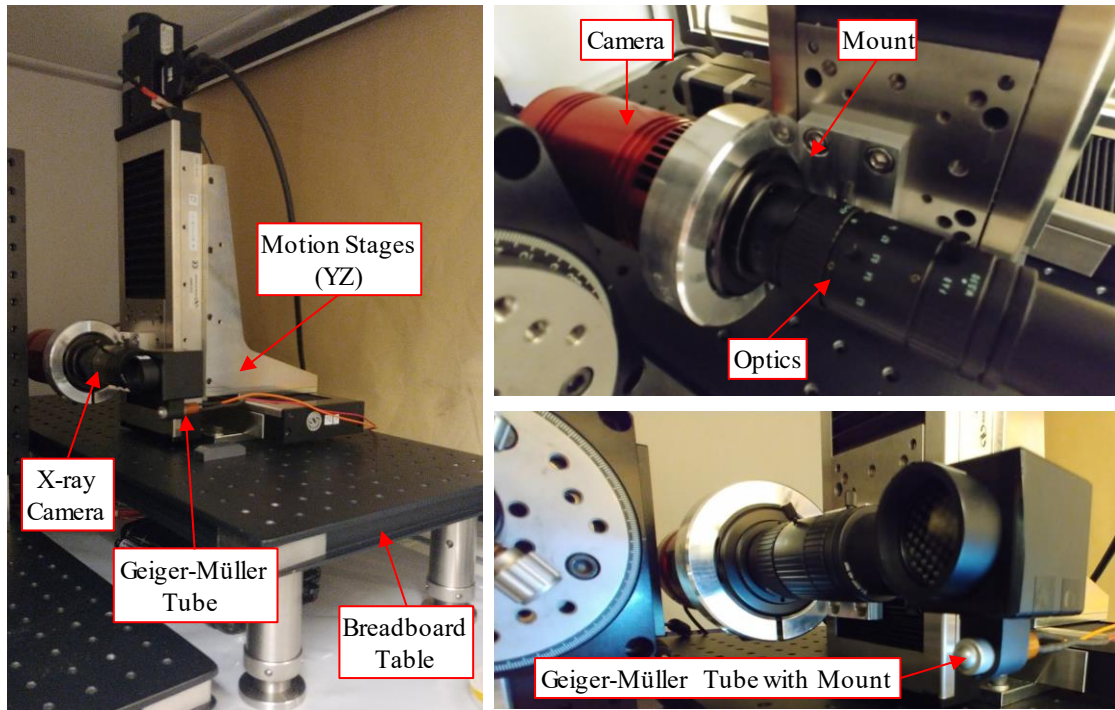 Motion Stages
(YZ)
X-ray
Camera
Geiger-Müller
Tube
Breadboard
Table
Camera
Mount
Optics
Geiger-Müller Tube with Mount